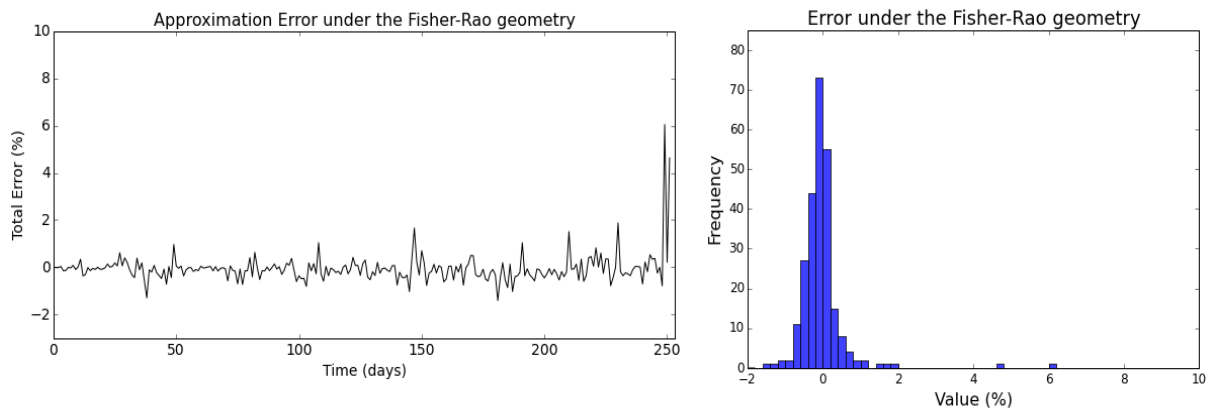 Approximation Error under the Fisher-Rao geometry
10
8
6
4
2
0
−2
Total Error (%)
0 50 100 150 200 250
Time (days)
Error under the Fisher-Rao geometry
80
70
60
50
40
30
20
10
0
Frequency
−2 0 2 4 6 8 10
Value (%)